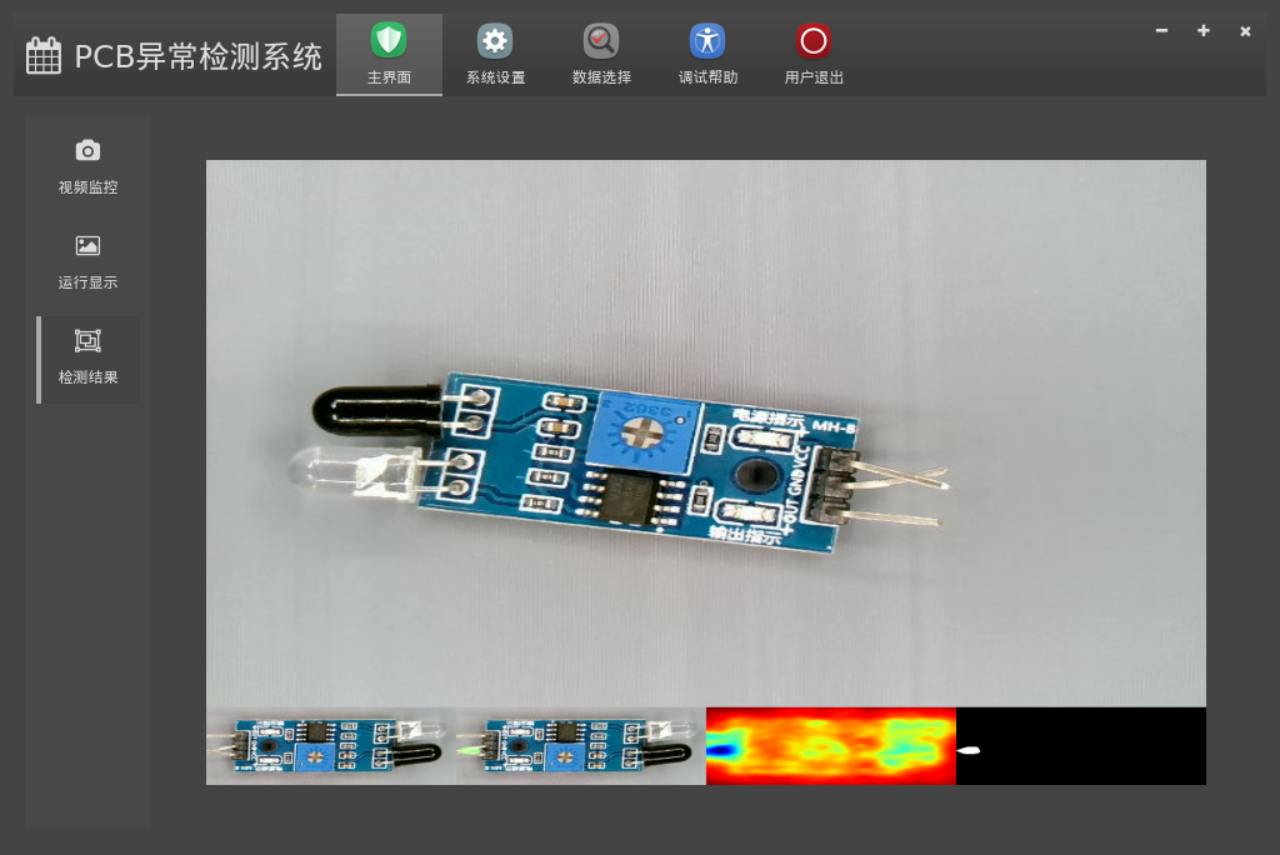 PCB异常检测系统
主界面
系统设置
数据选择
调试帮助
用户退出
视频监控
运行显示
检测结果
3362
电源指示
MH-B
OUT GND VCC
输出指示